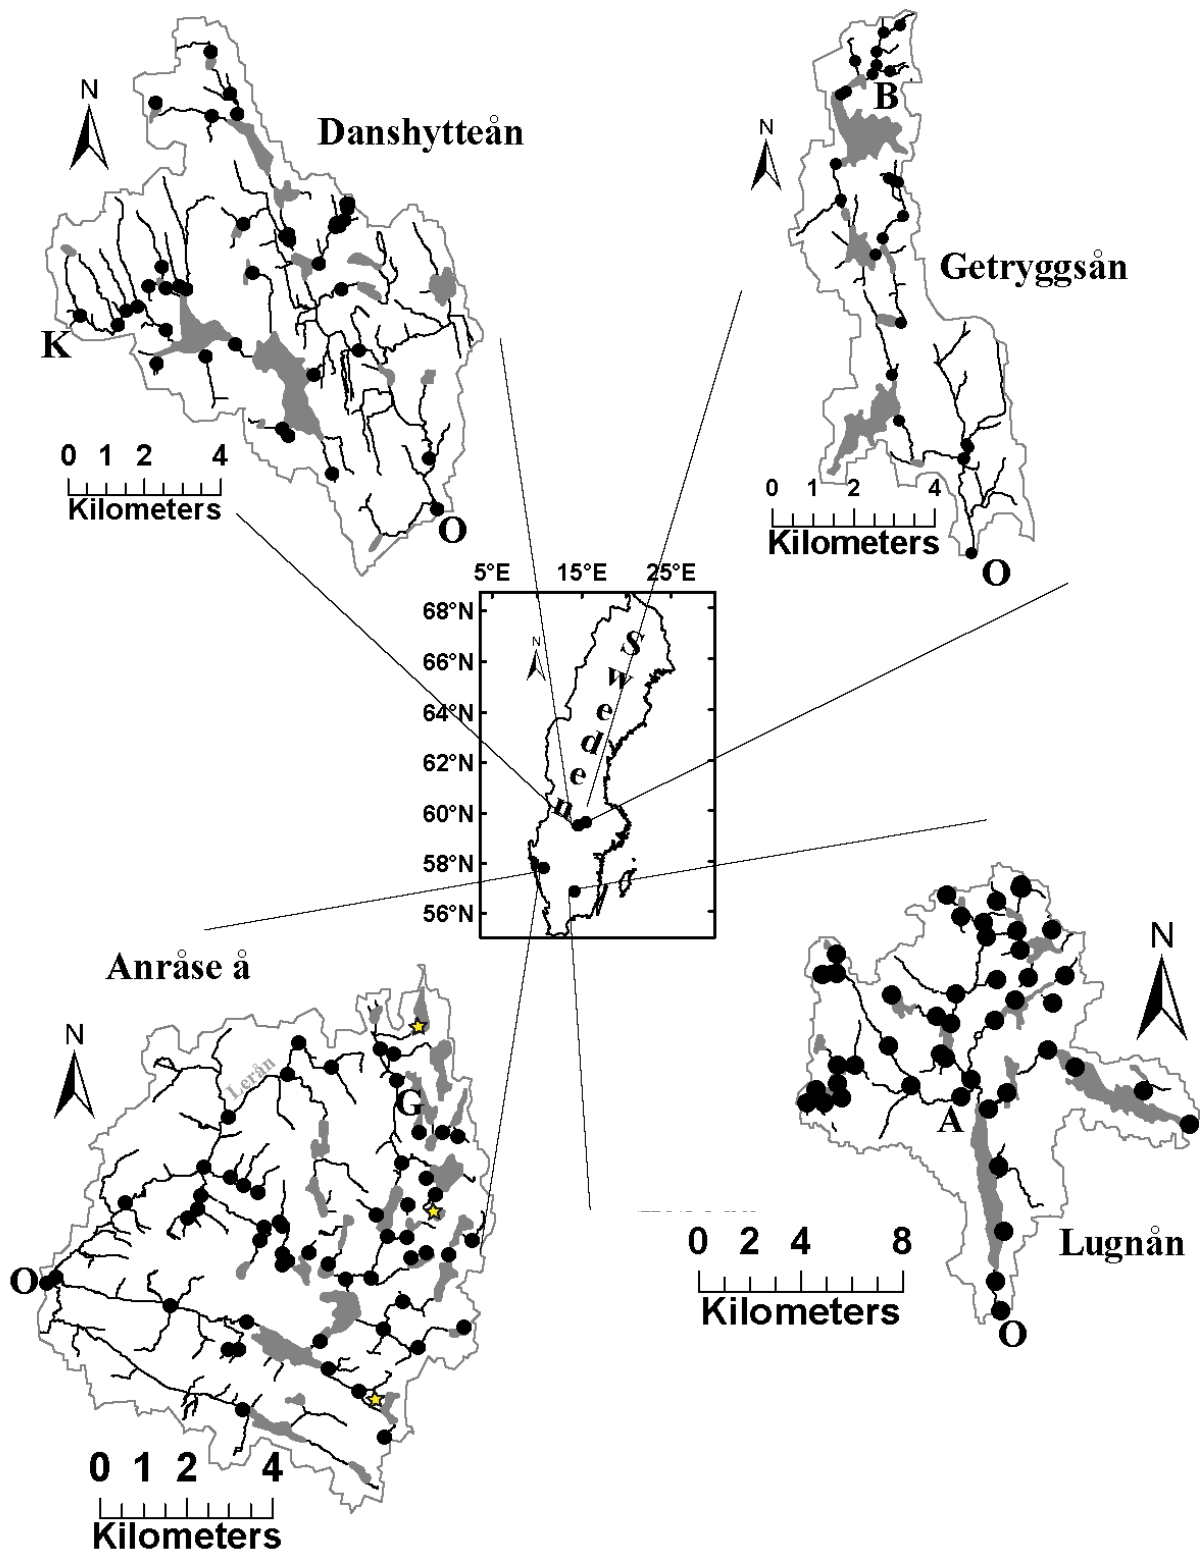 N
Danshytteån
K
0 1 2 4
Kilometers
O
N
B
Getryggsån
0 1 2 4
Kilometers
O
5°E 15°E 25°E
68°N
66°N
64°N
62°N
60°N
58°N
56°N
N
S
w
e
d
e
n
Anråse å
N
Lerån
G
O
0 1 2 4
Kilometers
N
A
Lugnån
0 2 4 8
Kilometers
O